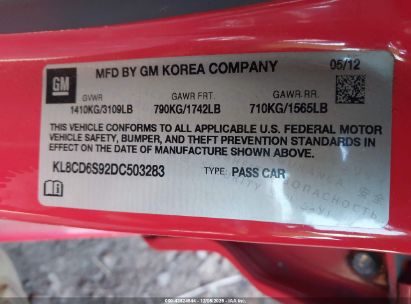 GM
MFD BY GM KOREA COMPANY
05/12
GVWR
GAWR FRT.
GAWR RR.
1410KG/3109LB
790KG/1742LB
710KG/1565LB
THIS VEHICLE CONFORMS TO ALL APPLICABLE U.S. FEDERAL MOTOR
VEHICLE SAFETY, BUMPER, AND THEFT PREVENTION STANDARDS
IN EFFECT ON THE DATE OF MANUFACTURE SHOWN ABOVE.
KL8CD6S92DC503283
TYPE: PASS CAR